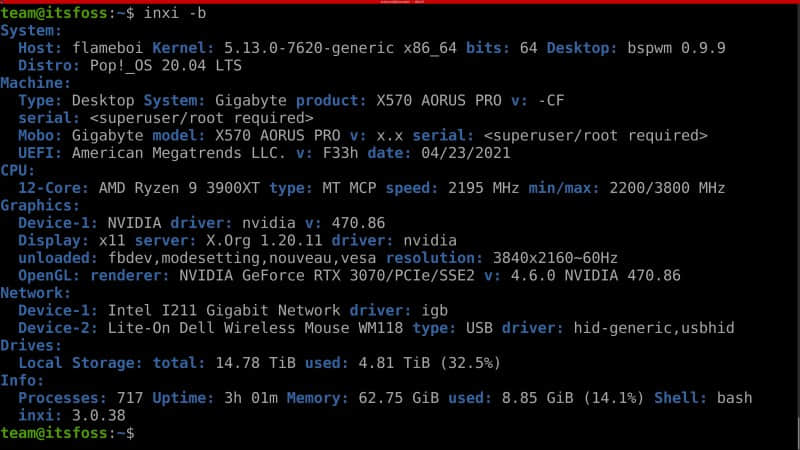 team@itsfoss:~$ inxi -b
System:
Host: flameboi Kernel: 5.13.0-7620-generic x86_64 bits: 64 Desktop: bspwm 0.9.9
Distro: Pop!_OS 20.04 LTS
Machine:
Type: Desktop System: Gigabyte product: X570 AORUS PRO v: -CF
serial: <superuser/root required>
Mobo: Gigabyte model: X570 AORUS PRO v: x.x serial: <superuser/root required>
UEFI: American Megatrends LLC. v: F33h date: 04/23/2021
CPU:
12-Core: AMD Ryzen 9 3900XT type: MT MCP speed: 2195 MHz min/max: 2200/3800 MHz
Graphics:
Device-1: NVIDIA driver: nvidia v: 470.86
Display: x11 server: X.Org 1.20.11 driver: nvidia
unloaded: fbdev,modesetting,nouveau,vesa resolution: 3840x2160~60Hz
OpenGL: renderer: NVIDIA GeForce RTX 3070/PCIe/SSE2 v: 4.6.0 NVIDIA 470.86
Network:
Device-1: Intel I211 Gigabit Network driver: igb
Device-2: Lite-On Dell Wireless Mouse WM118 type: USB driver: hid-generic,usbhid
Drives:
Local Storage: total: 14.78 TiB used: 4.81 TiB (32.5%)
Info:
Processes: 717 Uptime: 3h 01m Memory: 62.75 GiB used: 8.85 GiB (14.1%) Shell: bash
inxi: 3.0.38
team@itsfoss:~$